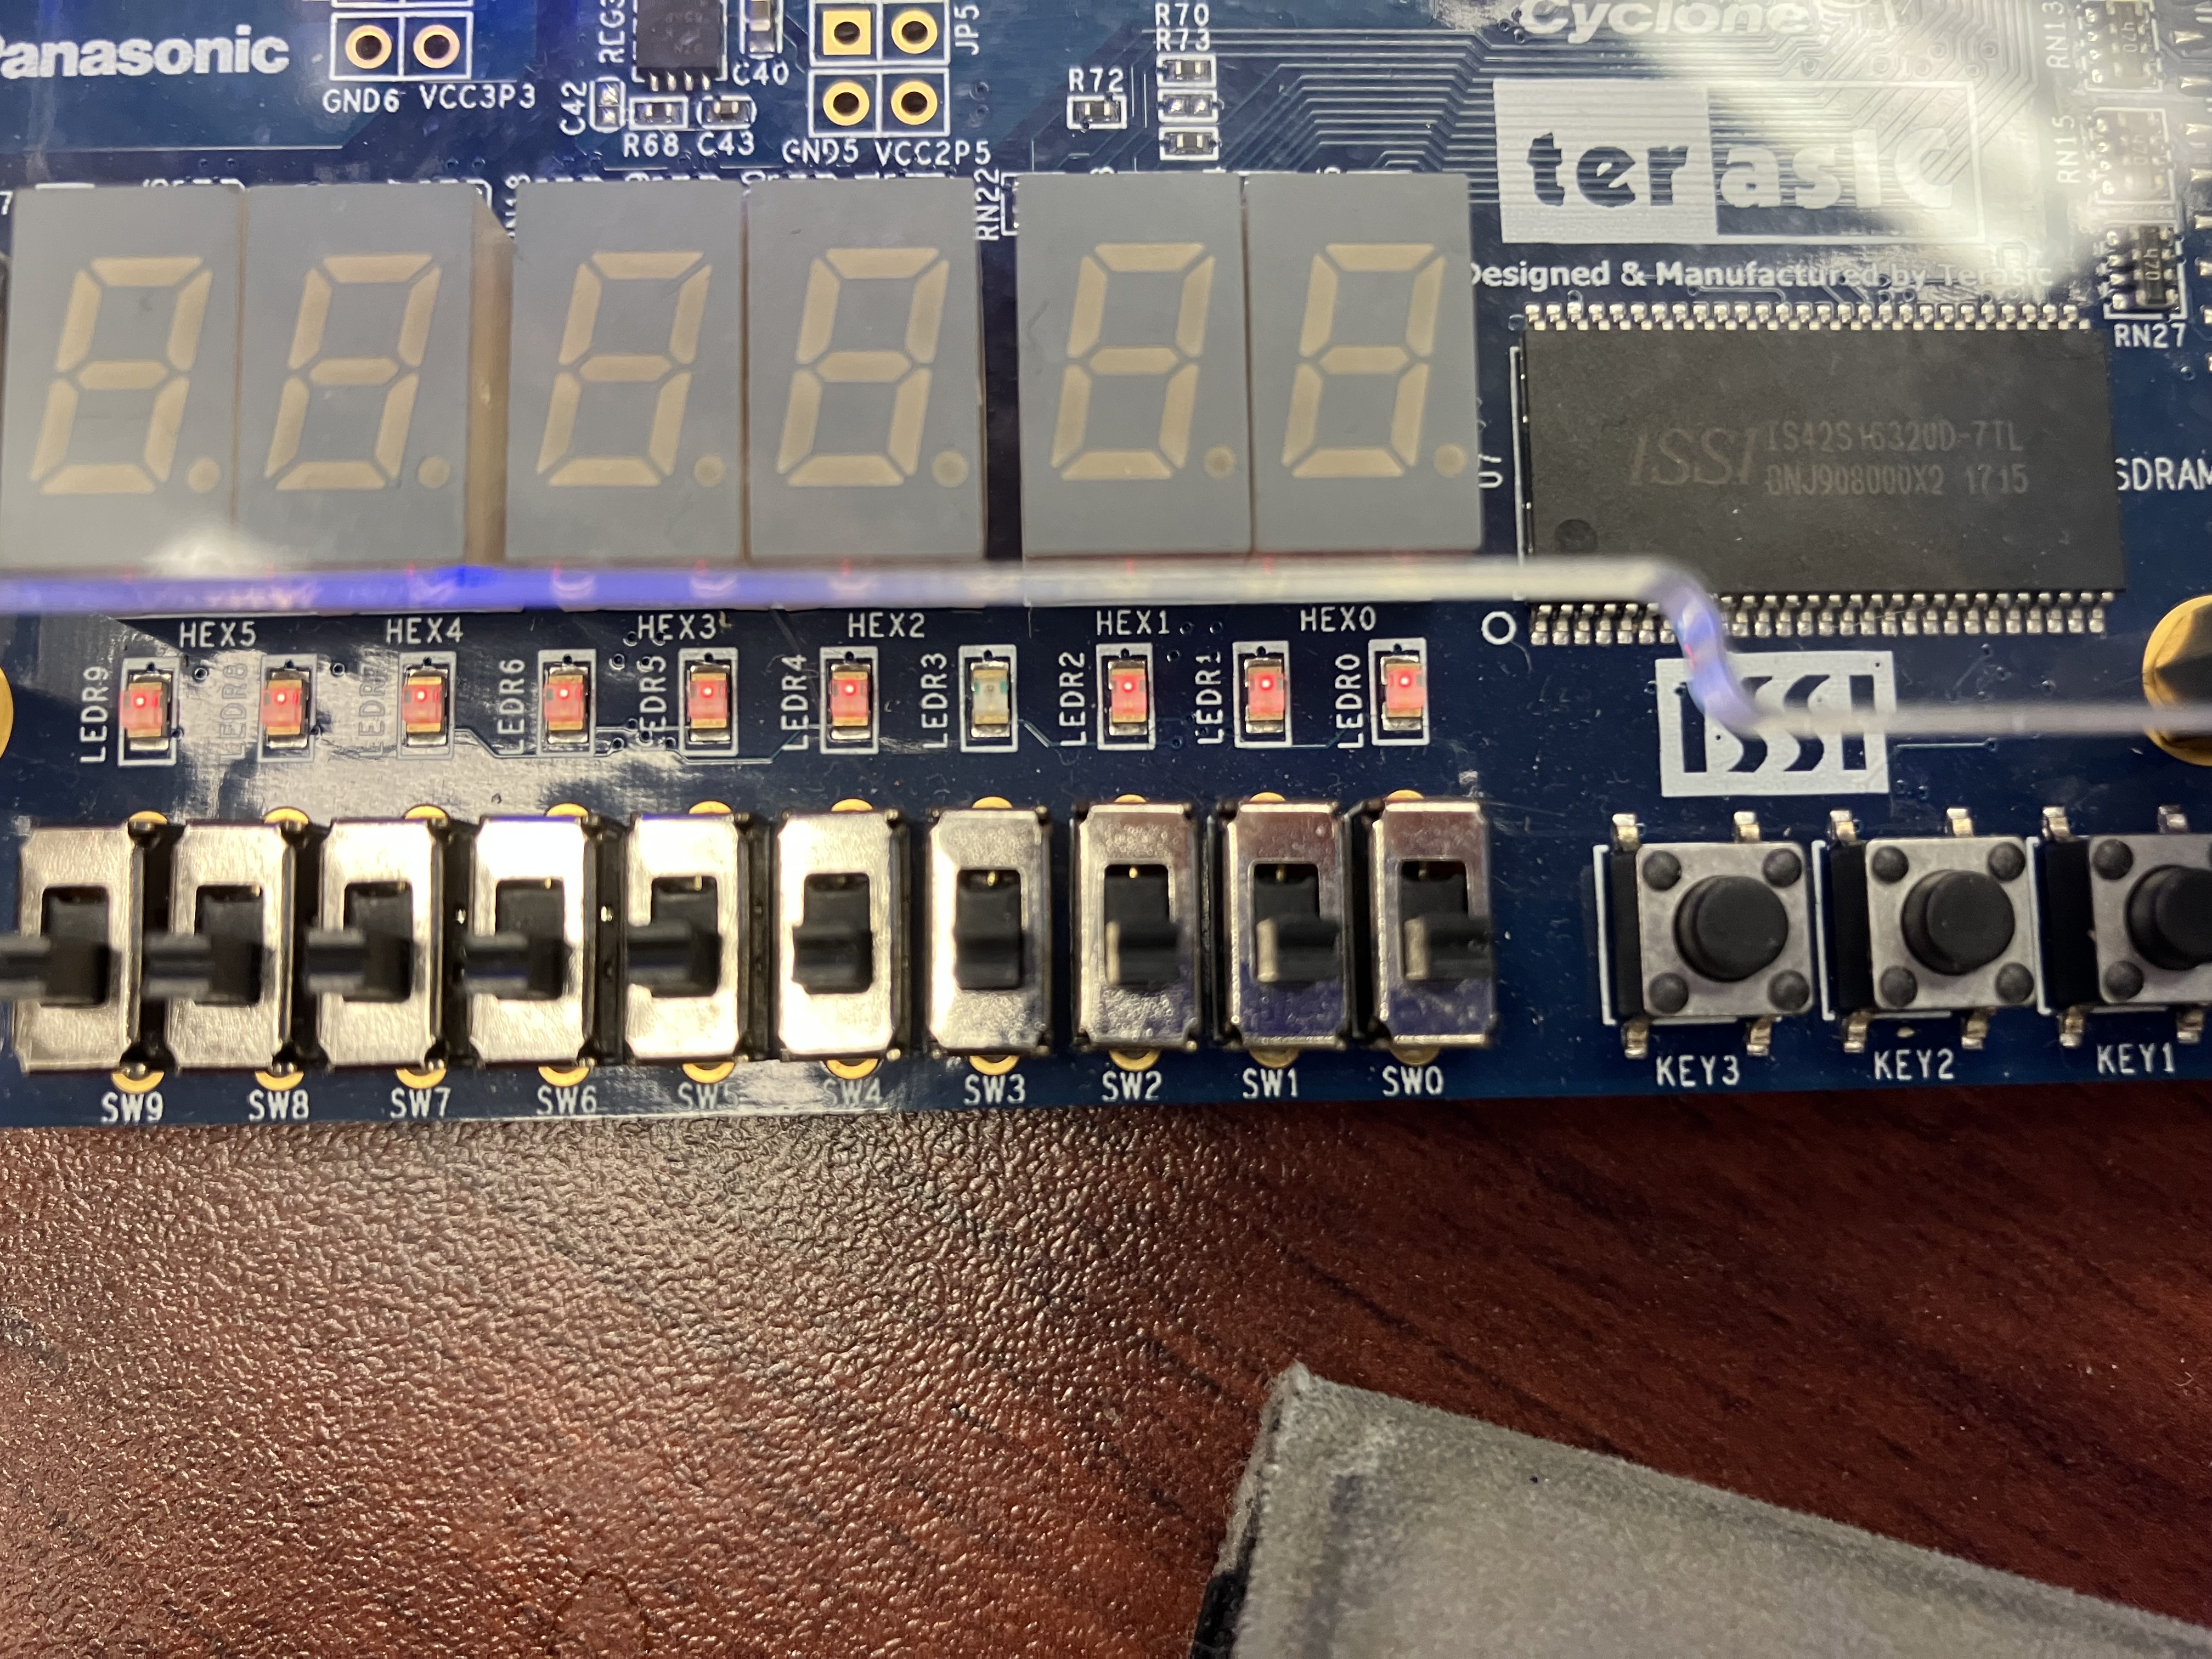 Panasonic
GND6 VCC3P3
C42
R68 C43
C40
JP5
GND5 VCC2P5
R70
R73
R72
Cyclone
RN13
RN15
RN22
terasIC
Designed & Manufactured by Terasic
RN27
470
ISSI IS42S16320D-7TL
1715
U7
SDRAM
HEX5 HEX4 HEX3 HEX2 HEX1 HEX0
LEDR9 LEDR8 LEDR7 LEDR6 LEDR5 LEDR4 LEDR3 LEDR2 LEDR1 LEDR0
ISSI
SW9 SW8 SW7 SW6 SW5 SW4 SW3 SW2 SW1 SW0
KEY3 KEY2 KEY1